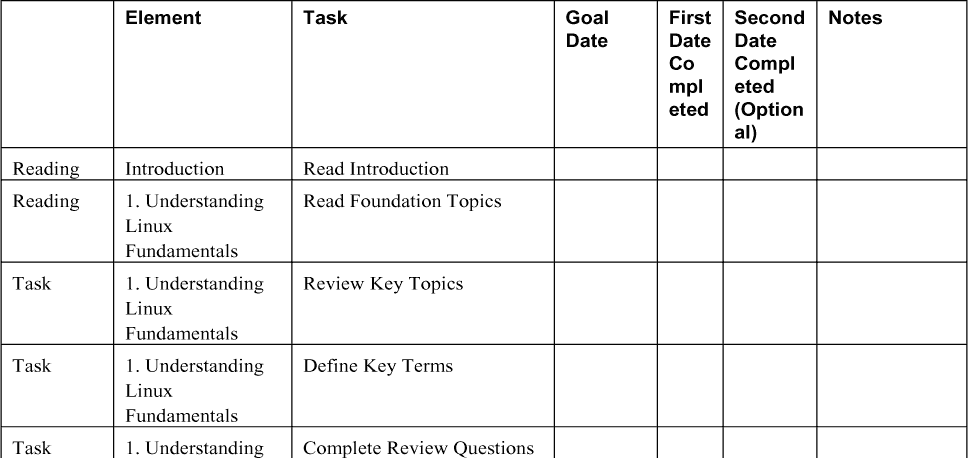 Element Task Goal Date First Date Co mpl eted Second Date Compl eted (Option al) Notes
Reading Introduction Read Introduction
Reading 1. Understanding Linux Fundamentals Read Foundation Topics
Task 1. Understanding Linux Fundamentals Review Key Topics
Task 1. Understanding Linux Fundamentals Define Key Terms
Task 1. Understanding Complete Review Questions